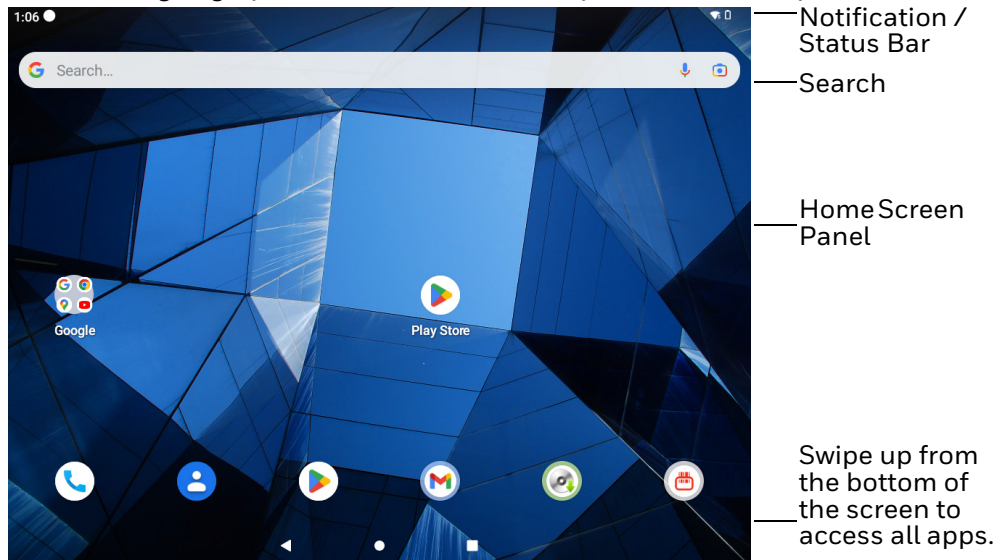 1:06
Notification /
Status Bar
Search...
Search
Home Screen
Panel
Google
Play Store
Swipe up from
the bottom of
the screen to
access all apps.